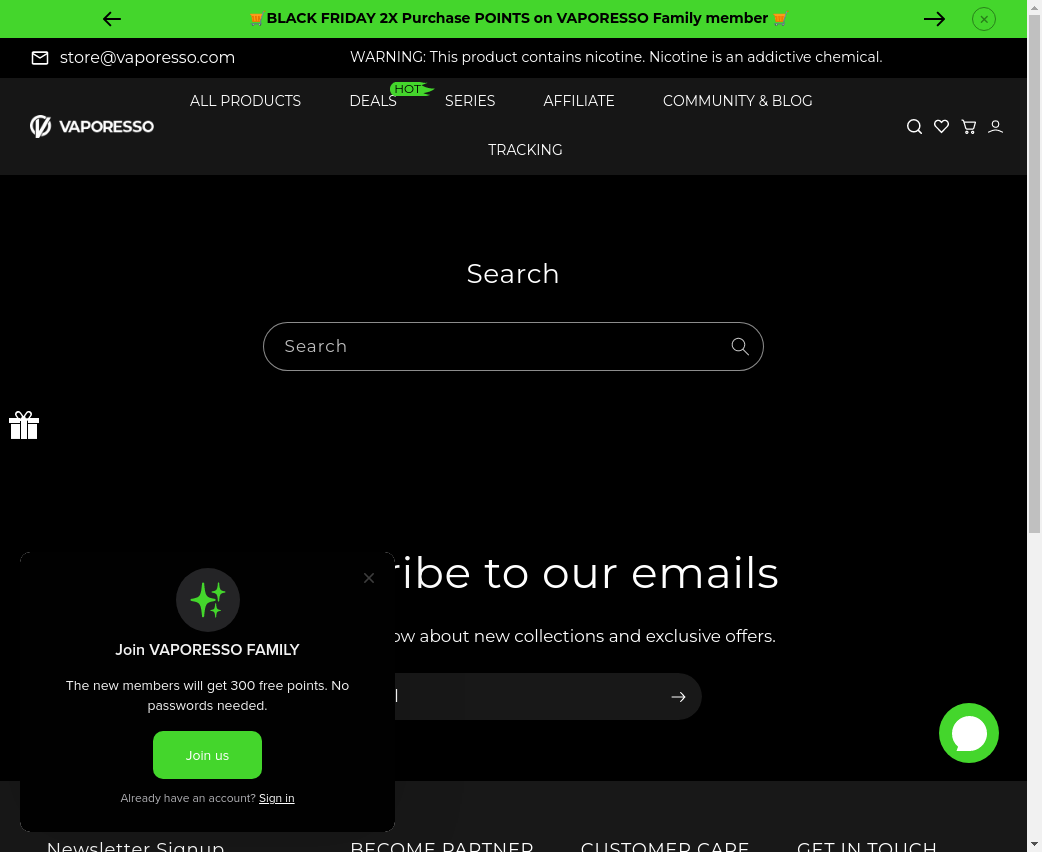 🛒BLACK FRIDAY 2X Purchase POINTS on VAPORESSO Family member 🛒
store@vaporesso.com
WARNING: This product contains nicotine. Nicotine is an addictive chemical.
HOT
ALL PRODUCTS
DEALS
SERIES
AFFILIATE
COMMUNITY & BLOG
VAPORESSO
TRACKING
Search
Search
ribe to our emails
ow about new collections and exclusive offers.
Join VAPORESSO FAMILY
The new members will get 300 free points. No
passwords needed.
Join us
Already have an account? Sign in
Newsletter Signup
BECOME PARTNER
CUSTOMER CARE
GET IN TOUCH